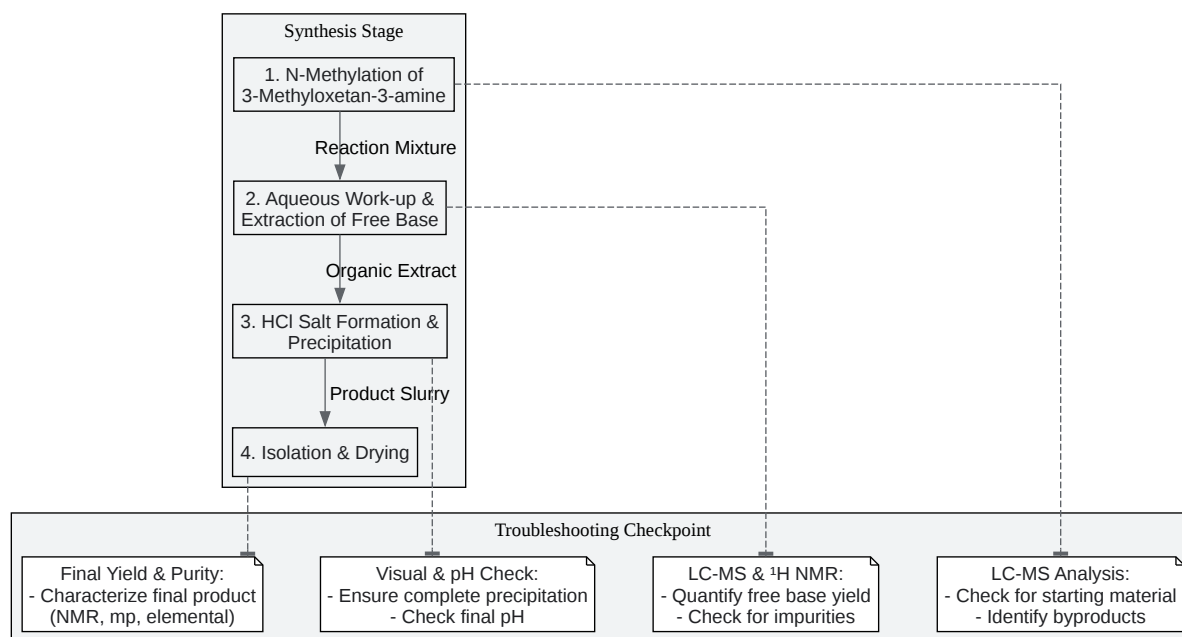 Synthesis Stage
1. N-Methylation of
3-Methyloxetan-3-amine
Reaction Mixture
2. Aqueous Work-up &
Extraction of Free Base
Organic Extract
3. HCl Salt Formation &
Precipitation
Product Slurry
4. Isolation & Drying
Troubleshooting Checkpoint
Final Yield & Purity:
- Characterize final product
(NMR, mp, elemental)
Visual & pH Check:
- Ensure complete precipitation
- Check final pH
LC-MS & ¹H NMR:
- Quantify free base yield
- Check for impurities
LC-MS Analysis:
- Check for starting material
- Identify byproducts